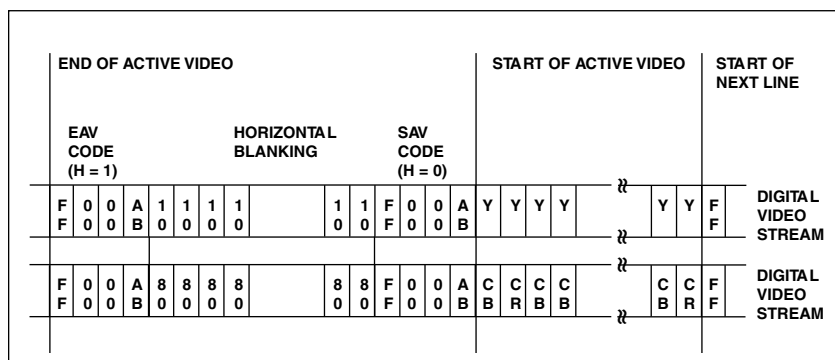 END OF ACTIVE VIDEO
START OF ACTIVE VIDEO
START OF
NEXT LINE
EAV
CODE
(H = 1)
HORIZONTAL
BLANKING
SAV
CODE
(H = 0)
F 0 0 A 1 1 1 1 1 1 F 0 0 A Y Y Y Y Y Y F
F 0 0 B 0 0 0 0 0 0 F 0 0 B F
DIGITAL
VIDEO
STREAM
F 0 0 A 8 8 8 8 8 8 F 0 0 A C C C C C C F
F 0 0 B 0 0 0 0 0 0 F 0 0 B B R B B B R F
DIGITAL
VIDEO
STREAM